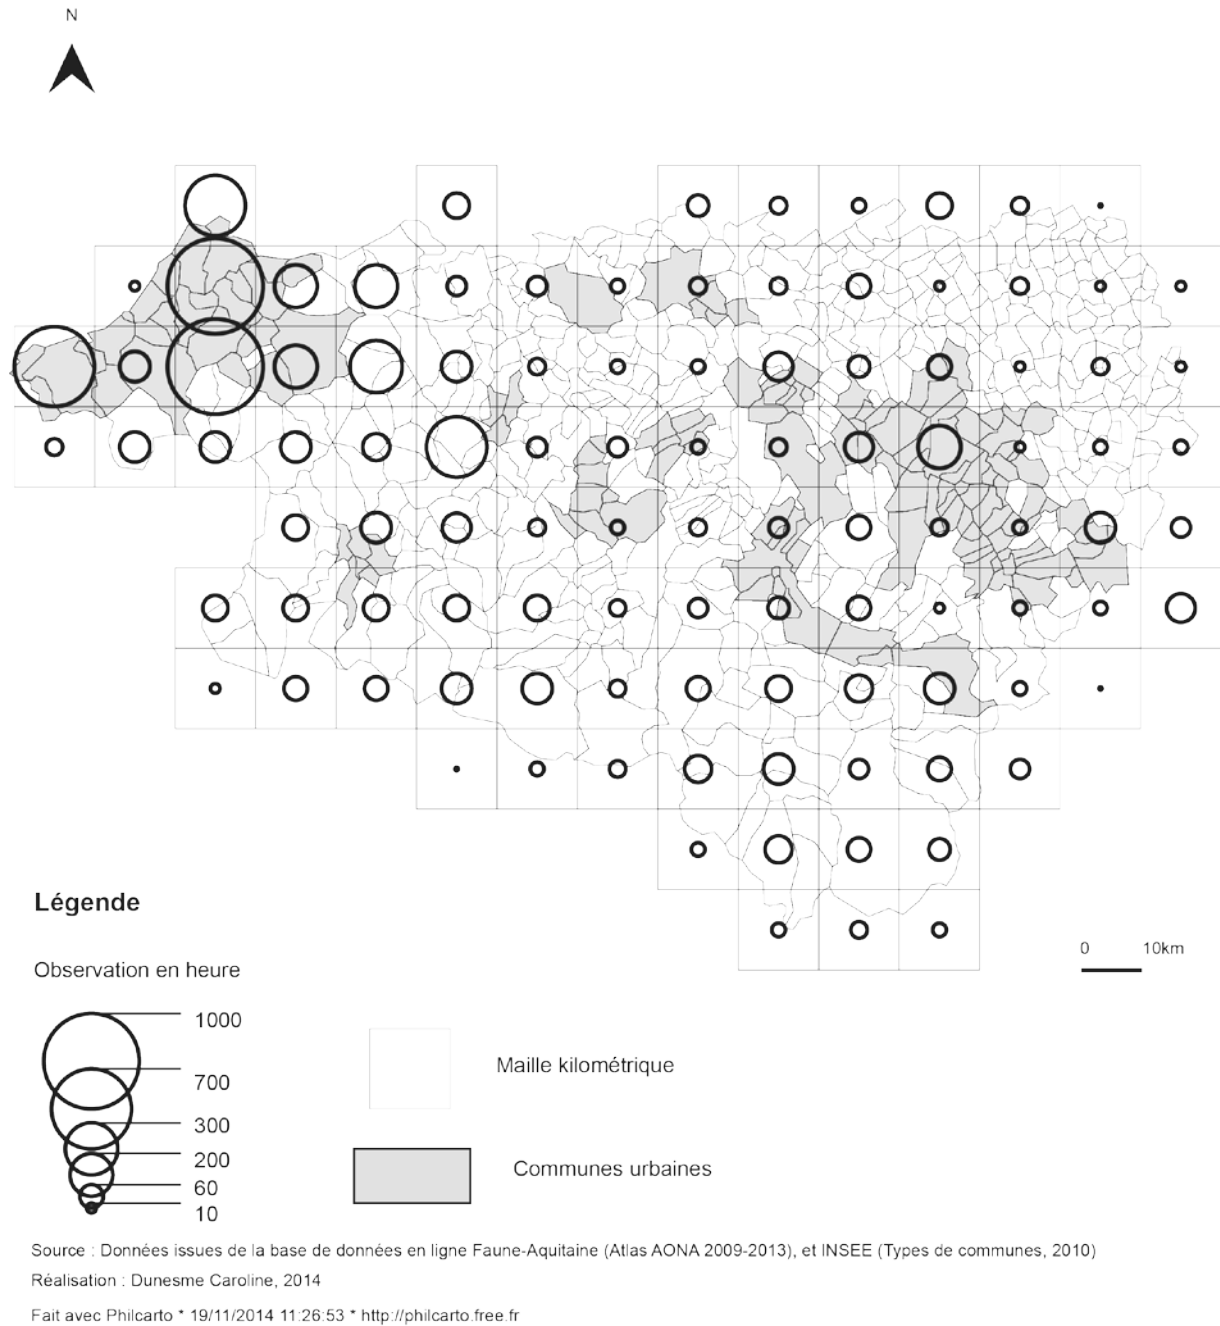 N
Légende
Observation en heure
1000
700
300
200
60
10
Maille kilométrique
Communes urbaines
0 10km
Source : Données issues de la base de données en ligne Faune-Aquitaine (Atlas AONA 2009-2013), et INSEE (Types de communes, 2010)
Réalisation : Dunesme Caroline, 2014
Fait avec Philcarto * 19/11/2014 11:26:53 * http://philcarto.free.fr